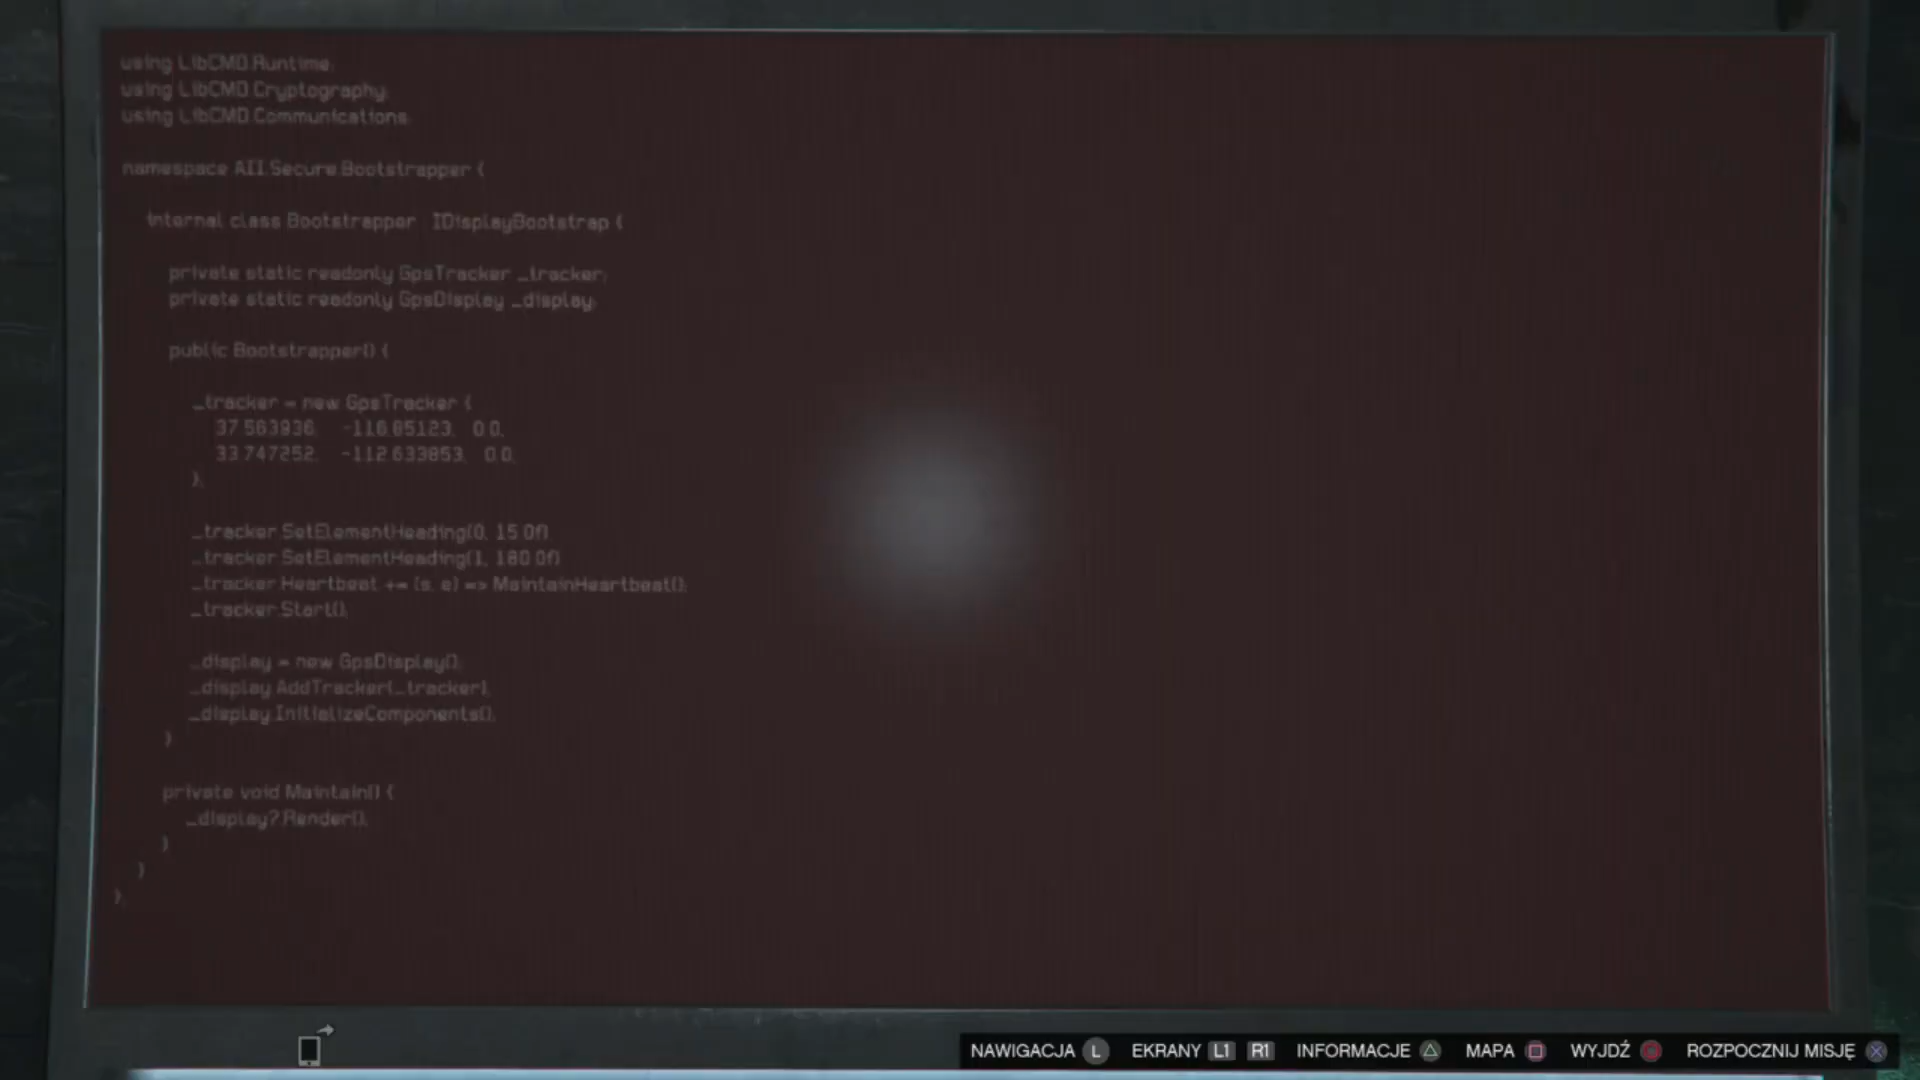 using LibCMD.Runtime;
using LibCMD.Cryptography;
using LibCMD.Communications;
namespace AII.Secure.Bootstrapper {
internal class Bootstrapper : IDisplayBootstrap {
private static readonly GpsTracker _tracker;
private static readonly GpsDisplay _display;
public Bootstrapper() {
_tracker = new GpsTracker {
37.563936, -116.85123, 0.0,
33.747252, -112.633853, 0.0,
};
_tracker.SetElementHeading(0, 15.0f)
_tracker.SetElementHeading(1, 180.0f)
_tracker.Heartbeat += (s, e) => MaintainHeartbeat();
_tracker.Start();
_display = new GpsDisplay();
_display.AddTracker(_tracker);
_display.InitializeComponents();
}
private void Maintain() {
_display?.Render();
}
}
}
NAWIGACJA L EKRANY L1 R1 INFORMACJE MAPA WYJDŹ ROZPOCZNIJ MISJĘ